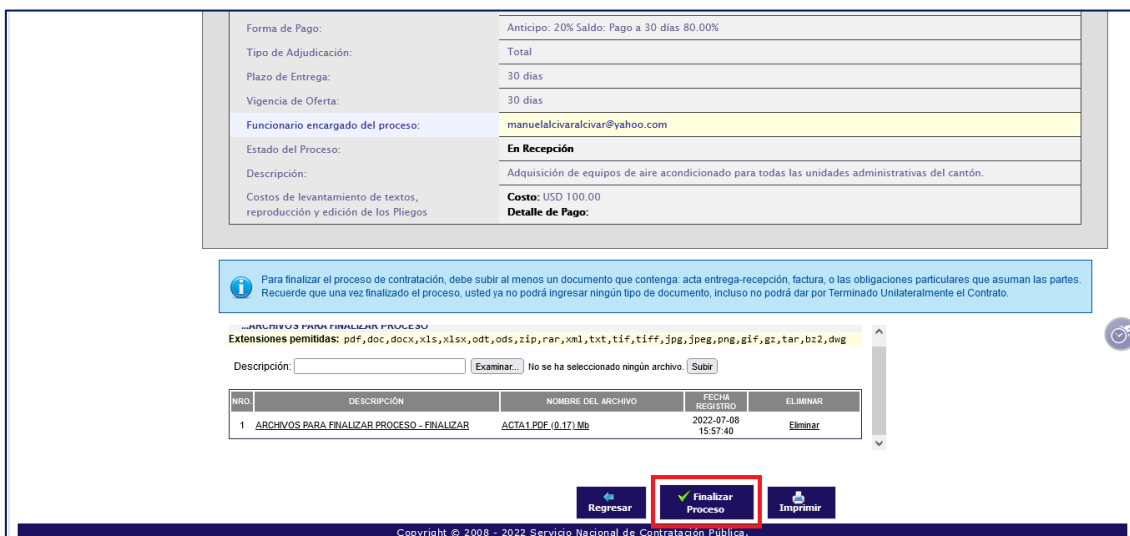 Forma de Pago: Anticipo: 20% Saldo: Pago a 30 días 80.00%
Tipo de Adjudicación: Total
Plazo de Entrega: 30 dias
Vigencia de Oferta: 30 dias
Funcionario encargado del proceso: manuelalcivaralcivar@yahoo.com
Estado del Proceso: En Recepción
Descripción: Adquisición de equipos de aire acondicionado para todas las unidades administrativas del cantón.
Costos de levantamiento de textos, Costo: USD 100.00
reproducción y edición de los Pliegos Detalle de Pago:
Para finalizar el proceso de contratación, debe subir al menos un documento que contenga: acta entrega-recepción, factura, o las obligaciones particulares que asuman las partes.
Recuerde que una vez finalizado el proceso, usted ya no podrá ingresar ningún tipo de documento, incluso no podrá dar por Terminado Unilateralmente el Contrato.
...ARCHIVOS PARA FINALIZAR PROCESO
Extensiones pemitidas: pdf,doc,docx,xls,xlsx,odt,ods,zip,rar,xml,txt,tif,tiff,jpg,jpeg,png,gif,gz,tar,bz2,dwg
Descripción: Examinar... No se ha seleccionado ningún archivo. Subir
NRO. DESCRIPCIÓN NOMBRE DEL ARCHIVO FECHA REGISTRO ELIMINAR
1 ARCHIVOS PARA FINALIZAR PROCESO - FINALIZAR ACTA1.PDF (0.17) Mb 2022-07-08 15:57:40 Eliminar
Regresar Finalizar Proceso Imprimir
Copyright © 2008 - 2022 Servicio Nacional de Contratación Pública.